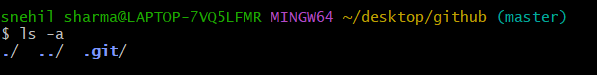 snehil sharma@LAPTOP-7VQ5LFMR MINGW64 ~/desktop/github (master)
$ ls -a
./  ../  .git/